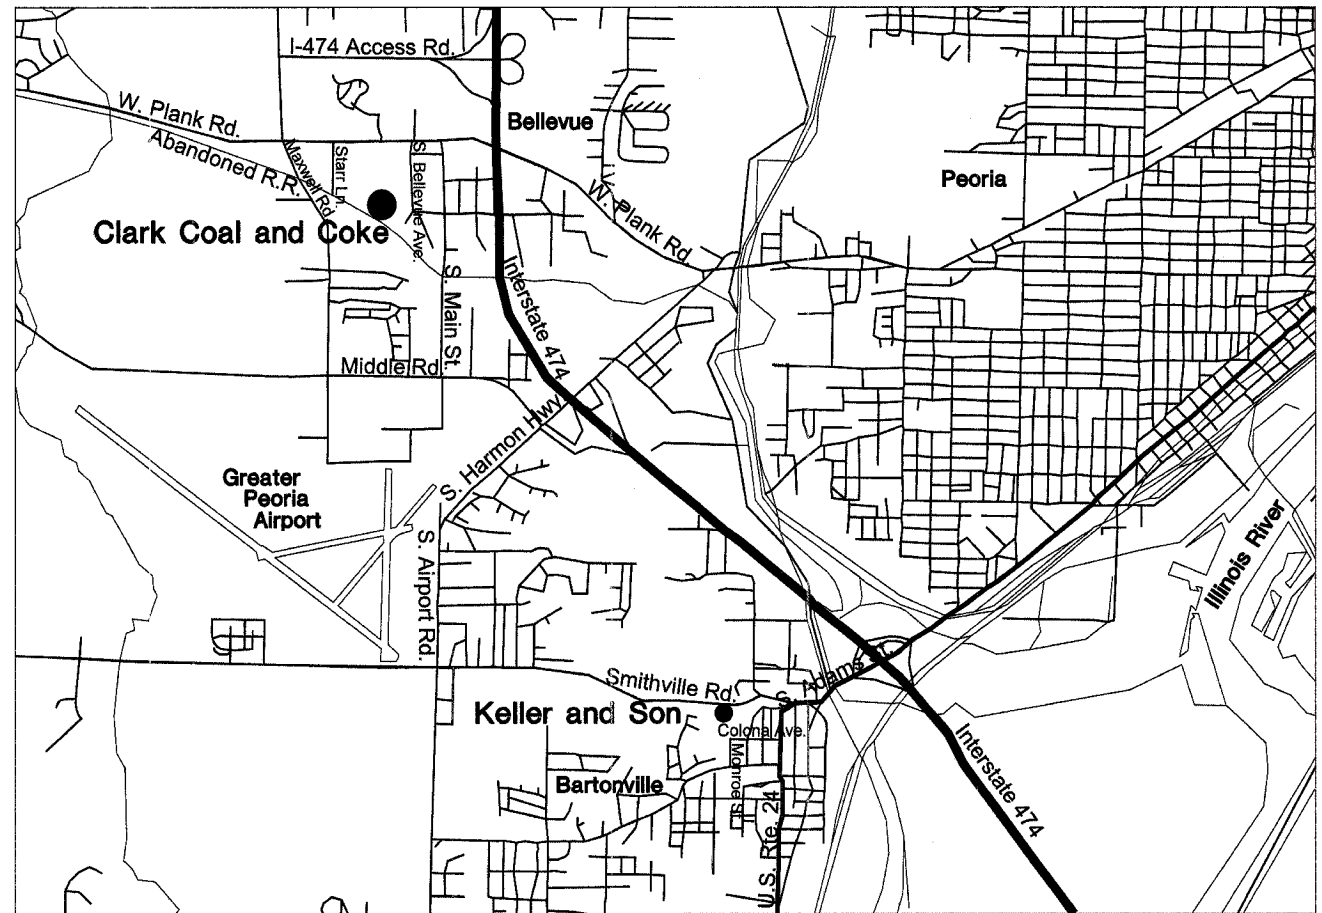 I-474 Access Rd.
W. Plank Rd.
Bellevue
Abandoned R.R.
Maxwell Rd.
Starr Ln.
S. Bellevue Ave.
Peoria
W. Plank Rd.
Clark Coal and Coke
S. Main St.
Interstate 474
Middle Rd.
S. Harmon Hwy.
Greater
Peoria
Airport
S. Airport Rd.
Illinois River
Smithville Rd.
S. Adams St.
Keller and Son
Colona Ave.
Monroe St.
Interstate 474
Bartonville
U.S. Rte. 24